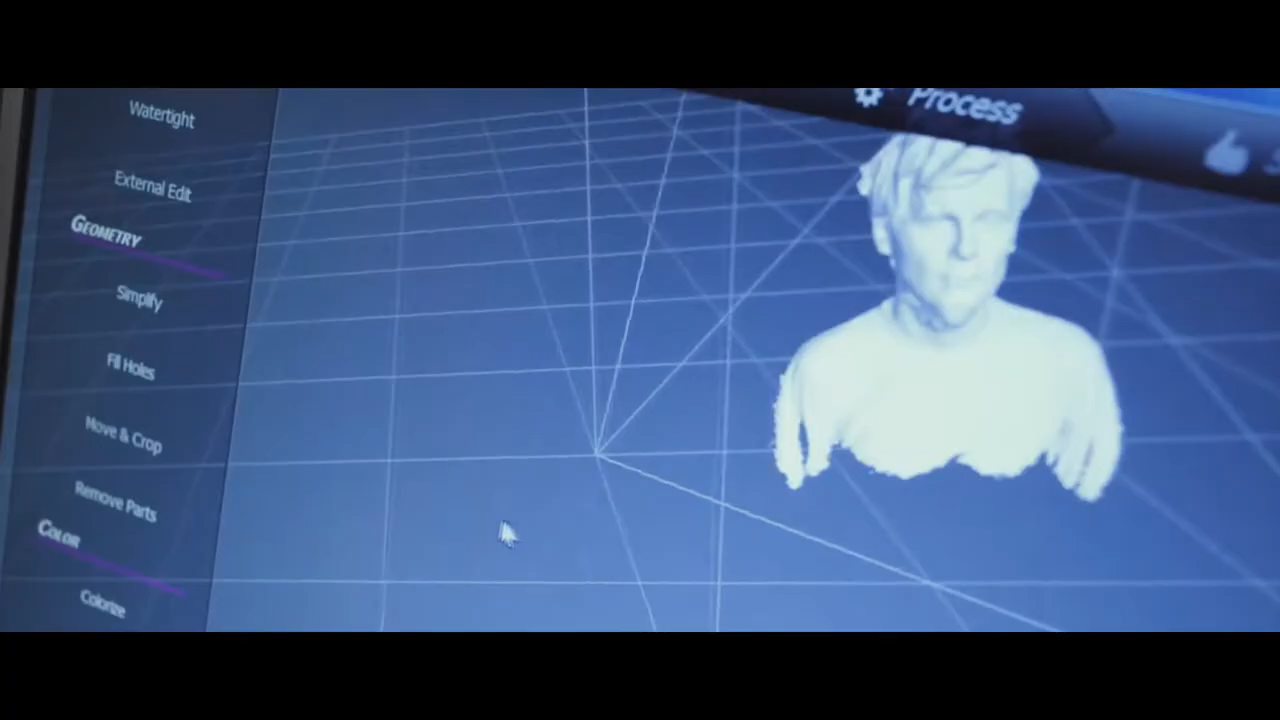 Process
Watertight
External Edit
GEOMETRY
Simplify
Fill Holes
Move & Crop
Remove Parts
COLOR
Colorize